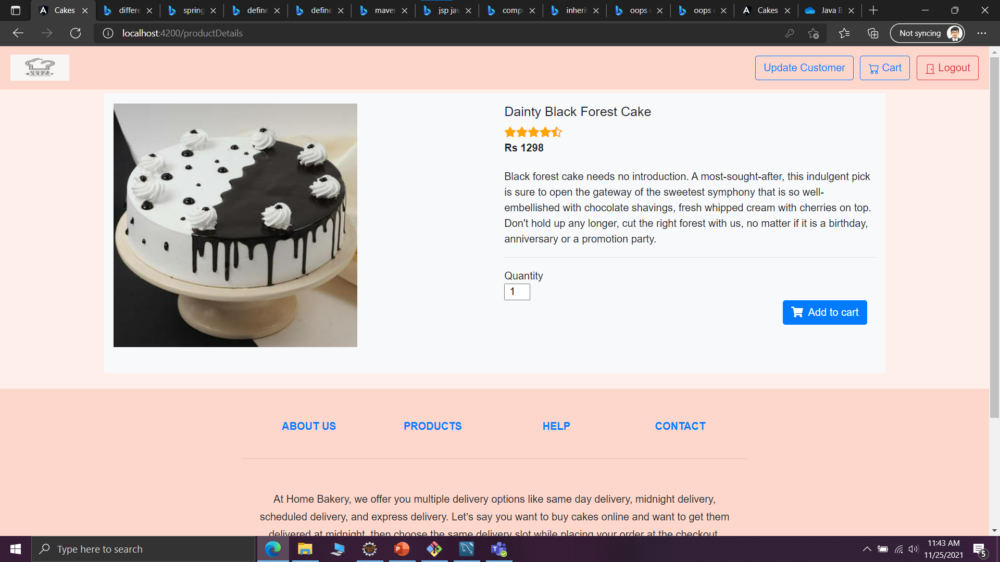 Cakes
differe
spring
define
define
maven
jsp jav
comp
inherit
oops
oops
Cakes
Java B
localhost:4200/productDetails
Not syncing
HOME
BAKERY
Update Customer
Cart
Logout
Dainty Black Forest Cake
Rs 1298
Black forest cake needs no introduction. A most-sought-after, this indulgent pick
is sure to open the gateway of the sweetest symphony that is so well-
embellished with chocolate shavings, fresh whipped cream with cherries on top.
Don't hold up any longer, cut the right forest with us, no matter if it is a birthday,
anniversary or a promotion party.
Quantity
1
Add to cart
ABOUT US
PRODUCTS
HELP
CONTACT
At Home Bakery, we offer you multiple delivery options like same day delivery, midnight delivery,
scheduled delivery, and express delivery. Let’s say you want to buy cakes online and want to get them
delivered at midnight, then choose the same delivery slot while placing your order at the checkout
Type here to search
11:43 AM
11/25/2021
5